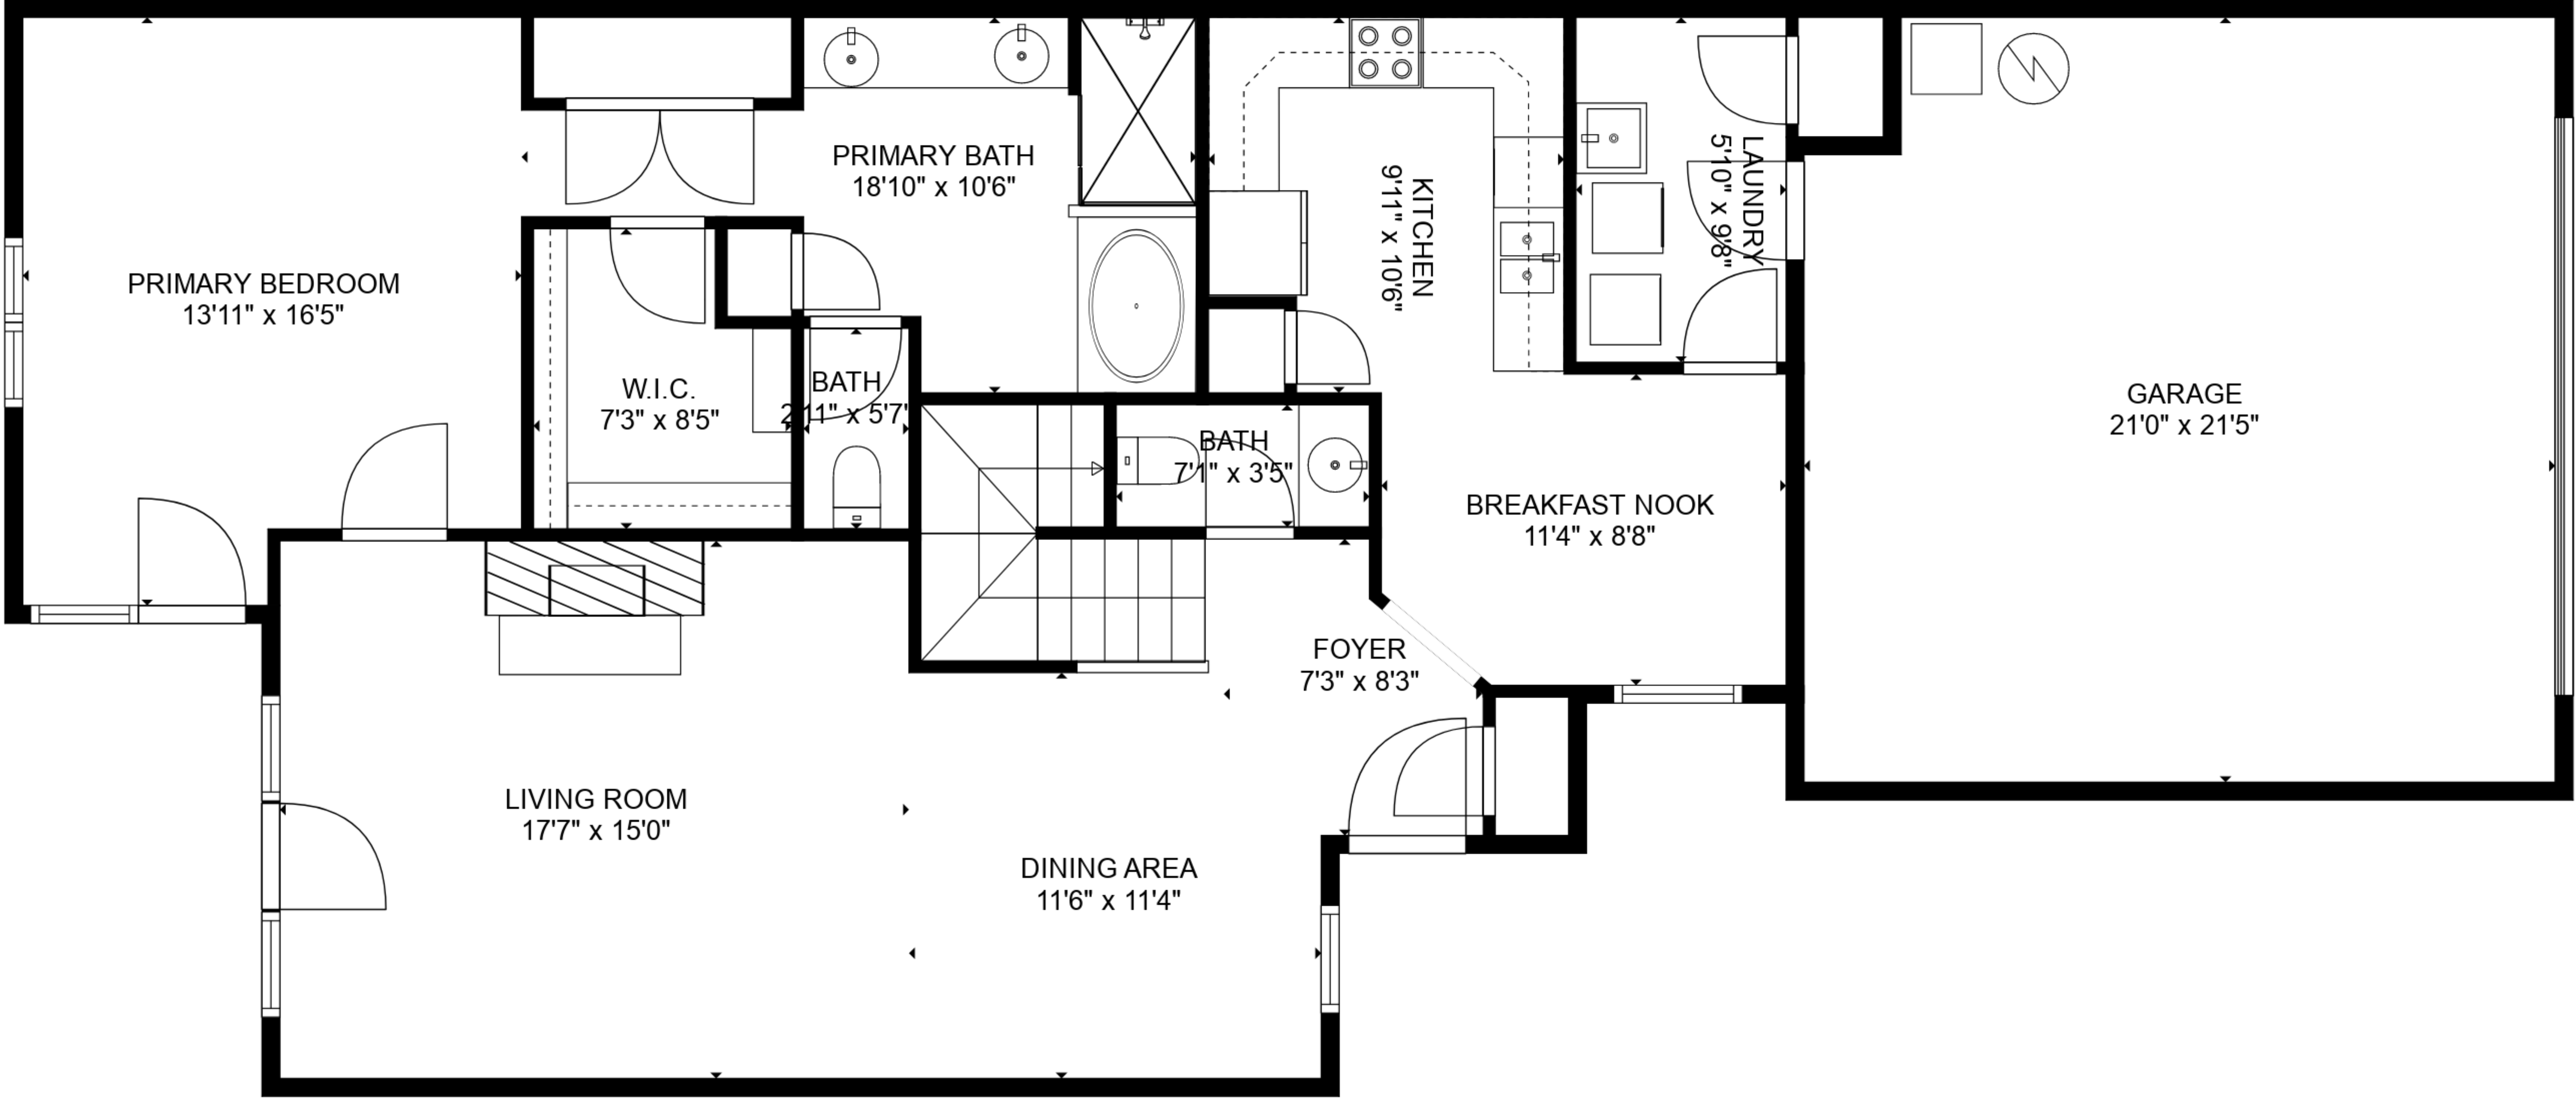 PRIMARY BEDROOM
13'11" x 16'5"
PRIMARY BATH
18'10" x 10'6"
W.I.C.
7'3" x 8'5"
BATH
2'11" x 5'7"
BATH
7'1" x 3'5"
KITCHEN
9'11" x 10'6"
LAUNDRY
5'10" x 9'8"
GARAGE
21'0" x 21'5"
BREAKFAST NOOK
11'4" x 8'8"
FOYER
7'3" x 8'3"
LIVING ROOM
17'7" x 15'0"
DINING AREA
11'6" x 11'4"